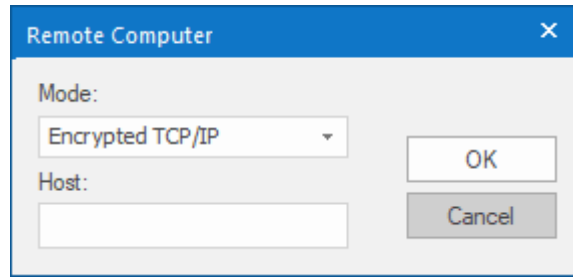 Remote Computer
Mode:
Encrypted TCP/IP
Host:
OK
Cancel